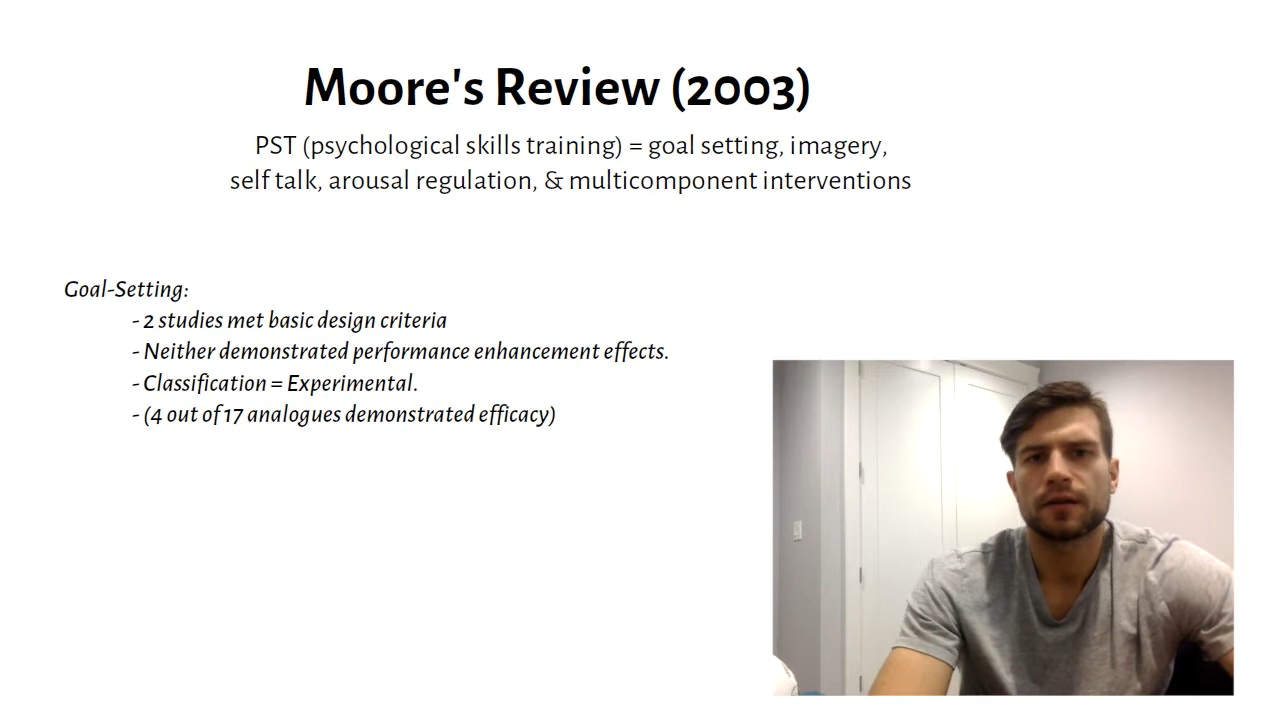 Moore's Review (2003)
PST (psychological skills training) = goal setting, imagery,
self talk, arousal regulation, & multicomponent interventions
Goal-Setting:
- 2 studies met basic design criteria
- Neither demonstrated performance enhancement effects.
- Classification = Experimental.
- (4 out of 17 analogues demonstrated efficacy)